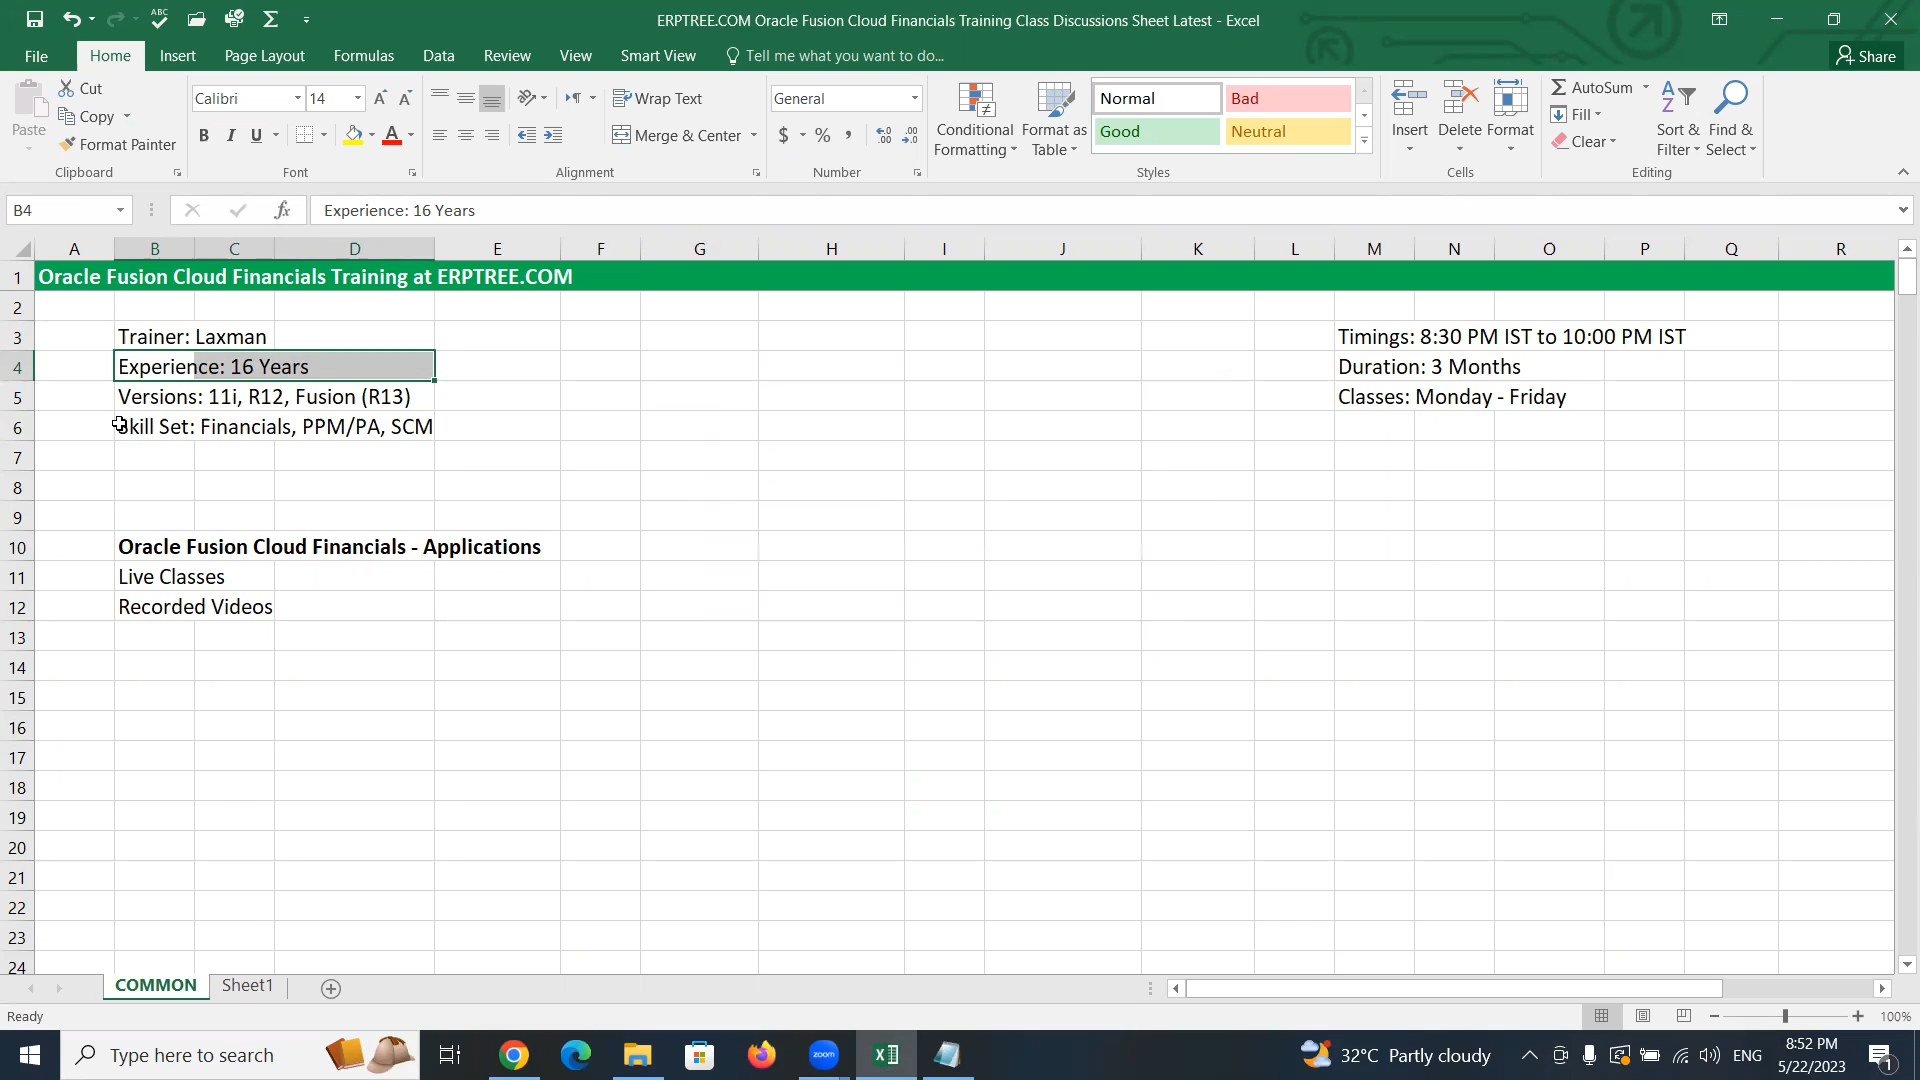 ERPTREE.COM Oracle Fusion Cloud Financials Training Class Discussions Sheet Latest - Excel
File Home Insert Page Layout Formulas Data Review View Smart View Tell me what you want to do... Share
Paste
Cut
Copy
Format Painter
Clipboard
Calibri 14
B I U
Font
Wrap Text
Merge & Center
Alignment
General
$ % ,
Number
Conditional Formatting
Format as Table
Normal Bad
Good Neutral
Styles
Insert Delete Format
Cells
AutoSum
Fill
Clear
Sort & Filter
Find & Select
Editing
B4 fx Experience: 16 Years
A B C D E F G H I J K L M N O P Q R
1 Oracle Fusion Cloud Financials Training at ERPTREE.COM
2
3 Trainer: Laxman Timings: 8:30 PM IST to 10:00 PM IST
4 Experience: 16 Years Duration: 3 Months
5 Versions: 11i, R12, Fusion (R13) Classes: Monday - Friday
6 Skill Set: Financials, PPM/PA, SCM
7
8
9
10 Oracle Fusion Cloud Financials - Applications
11 Live Classes
12 Recorded Videos
13
14
15
16
17
18
19
20
21
22
23
24
COMMON Sheet1
Ready 100%
Type here to search zoom 32°C Partly cloudy ENG 8:52 PM
5/22/2023 1